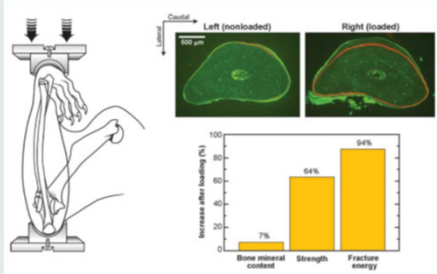 Caudal
Lateral
Left (nonloaded)
Right (loaded)
500 µm
Increase after loading (%)
100
80
60
40
20
0
7%
64%
94%
Bone mineral
content
Strength
Fracture
energy